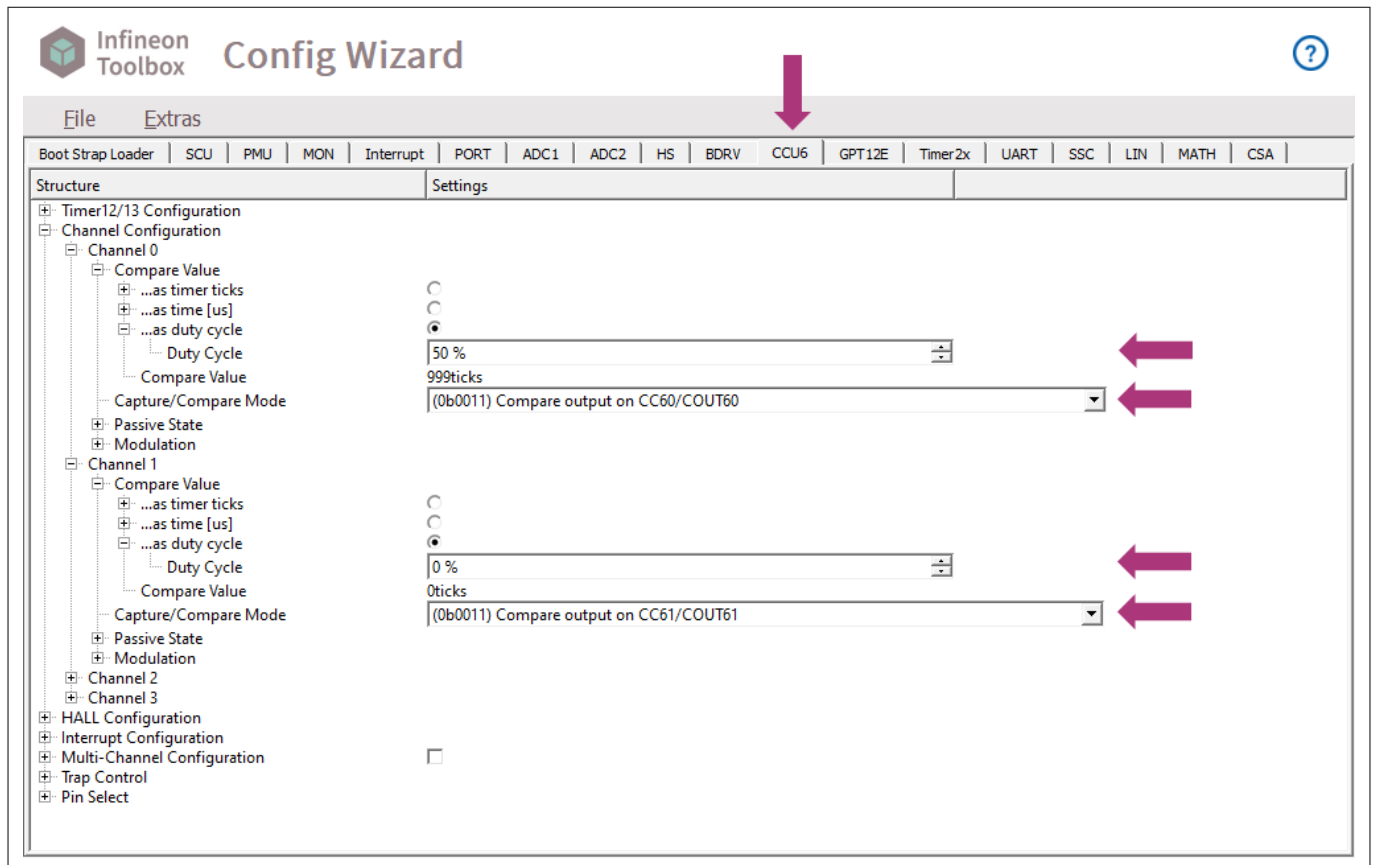 Infineon
Toolbox
Config Wizard
?
File Extras
Boot Strap Loader SCU PMU MON Interrupt PORT ADC1 ADC2 HS BDRV CCU6 GPT12E Timer2x UART SSC LIN MATH CSA
Structure Settings
Timer12/13 Configuration
Channel Configuration
Channel 0
Compare Value
...as timer ticks
...as time [us]
...as duty cycle
Duty Cycle 50 %
Compare Value 999ticks
Capture/Compare Mode (0b0011) Compare output on CC60/COUT60
Passive State
Modulation
Channel 1
Compare Value
...as timer ticks
...as time [us]
...as duty cycle
Duty Cycle 0 %
Compare Value 0ticks
Capture/Compare Mode (0b0011) Compare output on CC61/COUT61
Passive State
Modulation
Channel 2
Channel 3
HALL Configuration
Interrupt Configuration
Multi-Channel Configuration
Trap Control
Pin Select